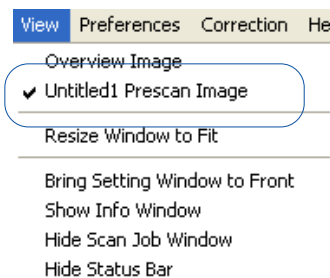 View Preferences Correction He
Overview Image
✔ Untitled1 Prescan Image
Resize Window to Fit
Bring Setting Window to Front
Show Info Window
Hide Scan Job Window
Hide Status Bar